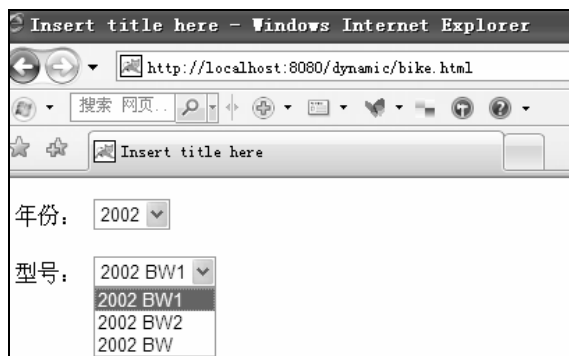 Insert title here - Windows Internet Explorer
http://localhost:8080/dynamic/bike.html
搜索 网页..
Insert title here
年份： 2002
型号： 2002 BW1
2002 BW1
2002 BW2
2002 BW